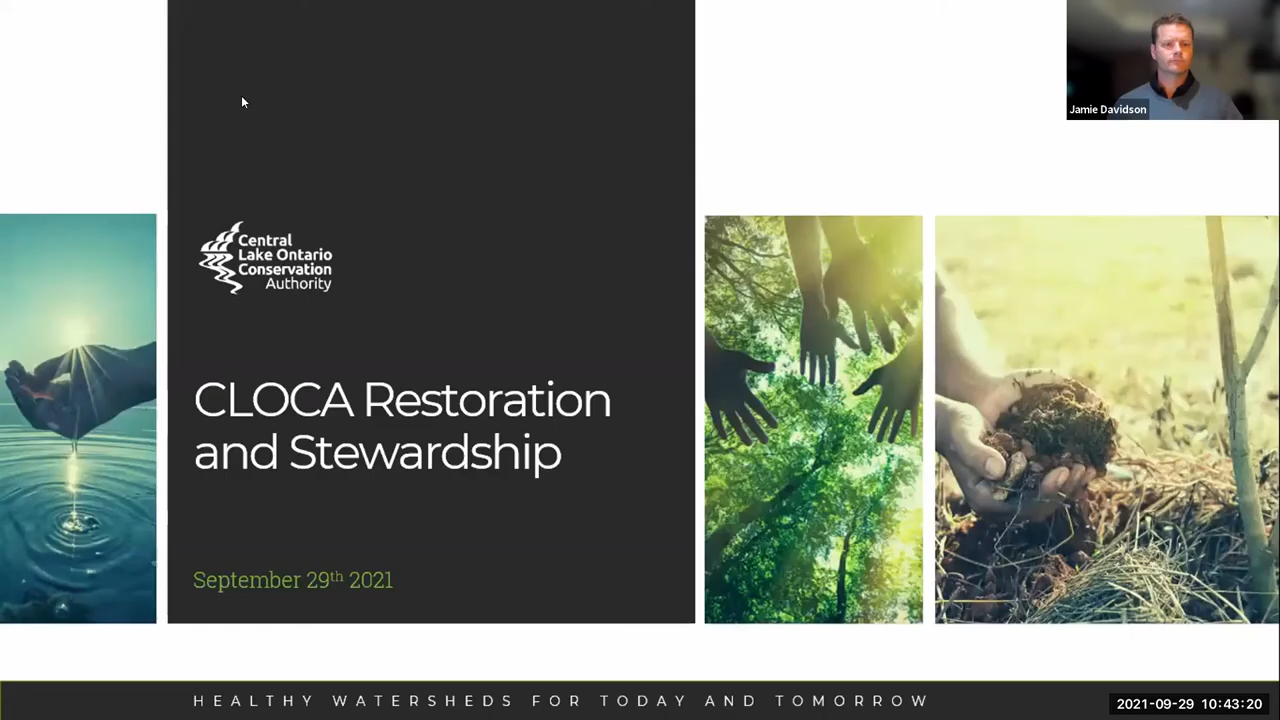 Jamie Davidson
Central
Lake Ontario
Conservation
Authority
CLOCA Restoration
and Stewardship
September 29th 2021
HEALTHY WATERSHEDS FOR TODAY AND TOMORROW
2021-09-29 10:43:20